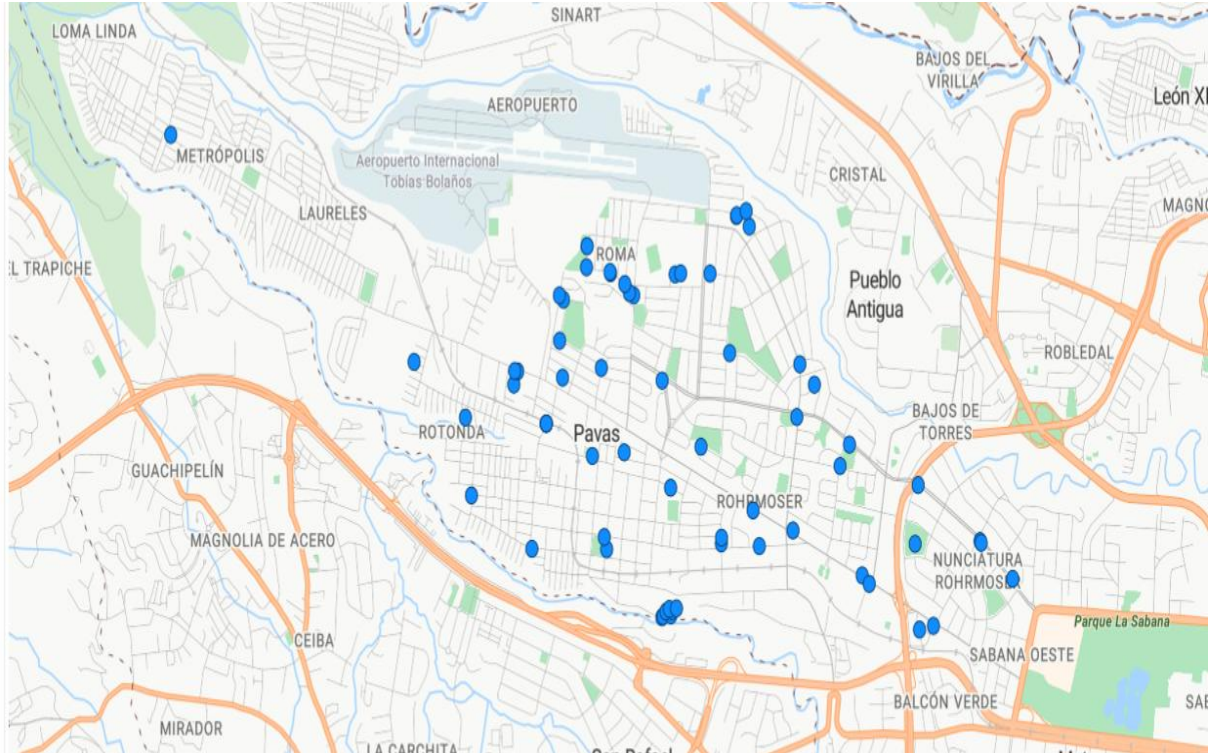 SINART
LOMA LINDA
BAJOS DEL
VIRILLA
León XI
AEROPUERTO
METRÓPOLIS
Aeropuerto Internacional
Tobías Bolaños
CRISTAL
LAURELES
MAGNO
ROMA
EL TRAPICHE
Pueblo
Antigua
ROBLEDAL
BAJOS DE
TORRES
ROTONDA
Pavas
GUACHIPELÍN
ROHRMOSER
MAGNOLIA DE ACERO
NUNCIATURA
ROHRMOSER
Parque La Sabana
CEIBA
SABANA OESTE
BALCÓN VERDE
SAB
MIRADOR
LA CARCHITA
San Rafael